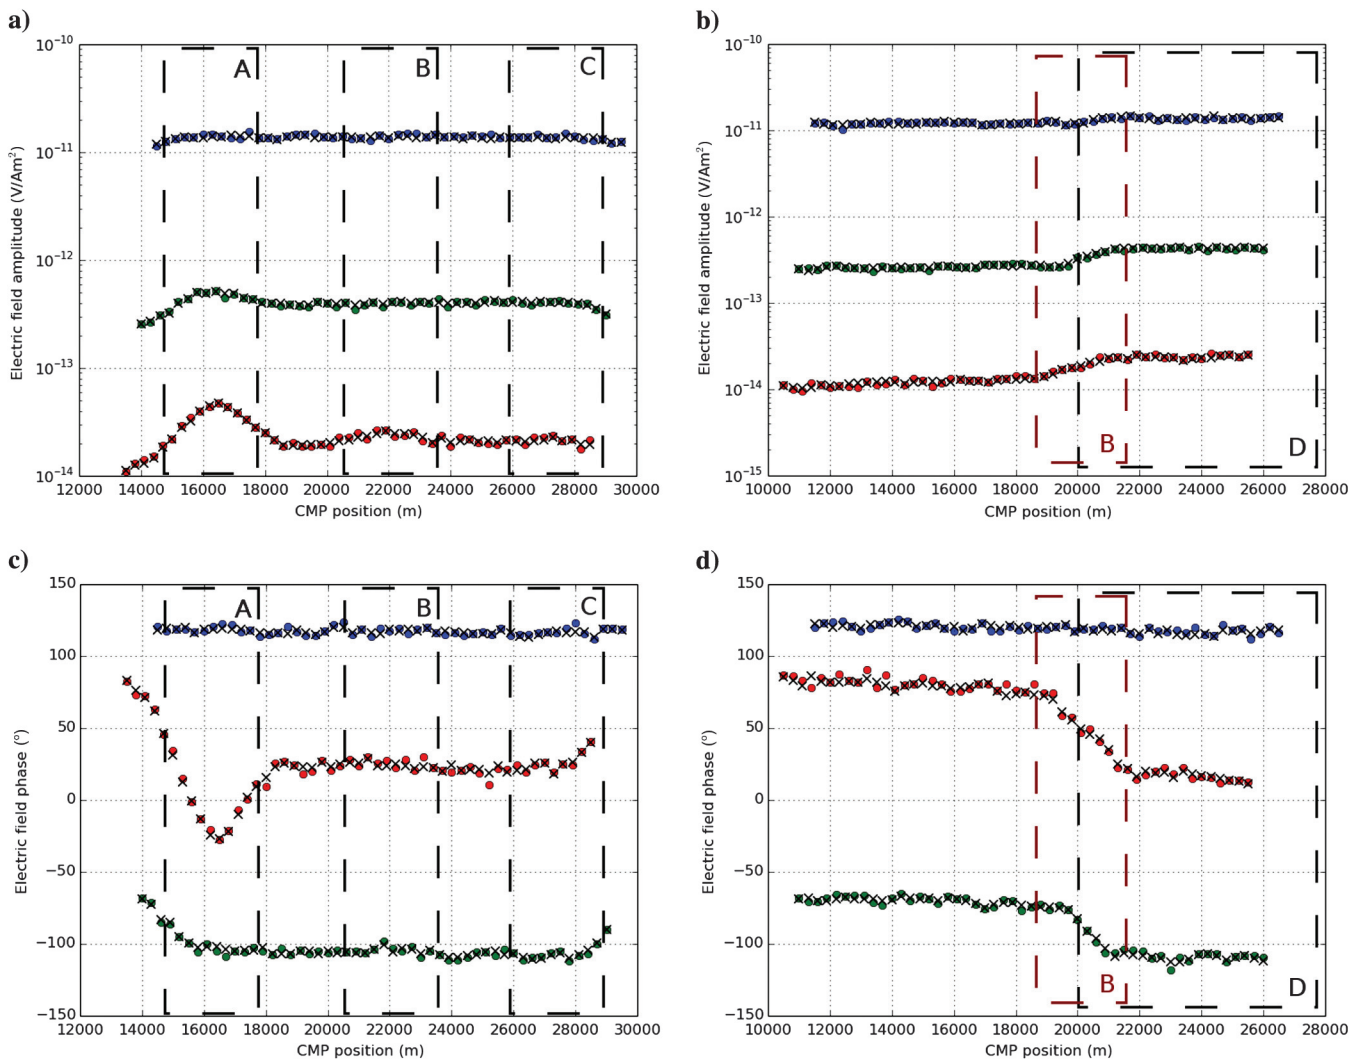 a)
10⁻¹⁰
10⁻¹¹
10⁻¹²
10⁻¹³
10⁻¹⁴
Electric field amplitude (V/Am²)
A
B
C
12000 14000 16000 18000 20000 22000 24000 26000 28000 30000
CMP position (m)
b)
10⁻¹⁰
10⁻¹¹
10⁻¹²
10⁻¹³
10⁻¹⁴
10⁻¹⁵
Electric field amplitude (V/Am²)
B
D
10000 12000 14000 16000 18000 20000 22000 24000 26000 28000
CMP position (m)
c)
150
100
50
0
−50
−100
−150
Electric field phase (°)
A
B
C
12000 14000 16000 18000 20000 22000 24000 26000 28000 30000
CMP position (m)
d)
150
100
50
0
−50
−100
−150
Electric field phase (°)
B
D
10000 12000 14000 16000 18000 20000 22000 24000 26000 28000
CMP position (m)